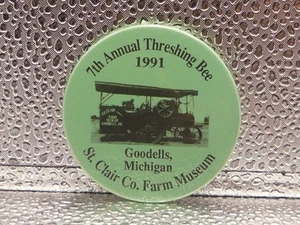 7th Annual Threshing Bee
1991
Goodells,
Michigan
St. Clair Co. Farm Museum